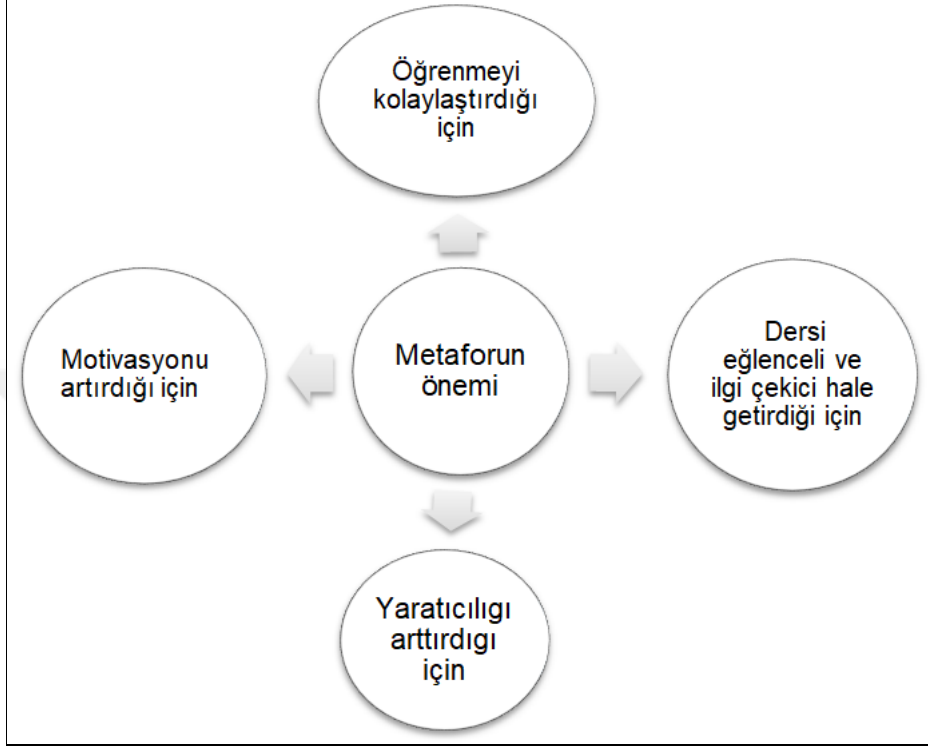 Öğrenmeyi
kolaylaştırdığı
için
Motivasyonu
artırdığı için
Metaforun
önemi
Dersi
eğlenceli ve
ilgi çekici hale
getirdiği için
Yaratıcılıgı
arttırdıgı
için